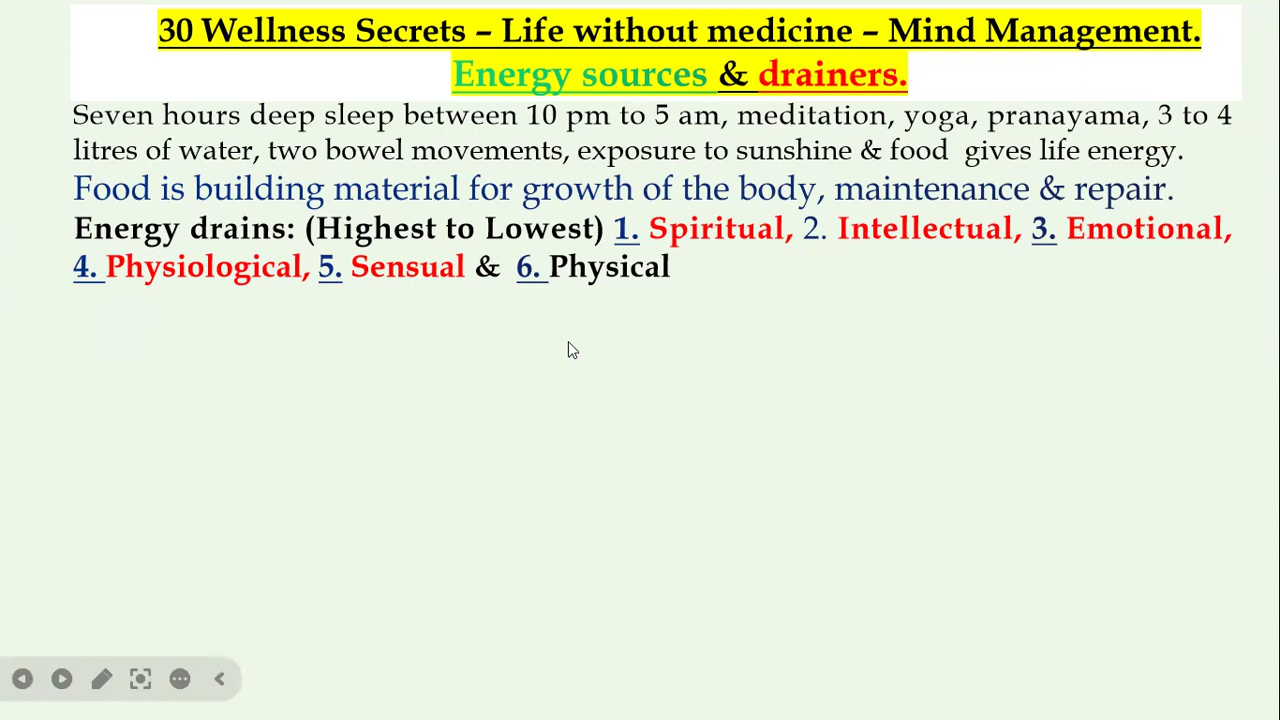 30 Wellness Secrets – Life without medicine – Mind Management.
Energy sources & drainers.
Seven hours deep sleep between 10 pm to 5 am, meditation, yoga, pranayama, 3 to 4
litres of water, two bowel movements, exposure to sunshine & food gives life energy.
Food is building material for growth of the body, maintenance & repair.
Energy drains: (Highest to Lowest) 1. Spiritual, 2. Intellectual, 3. Emotional,
4. Physiological, 5. Sensual & 6. Physical